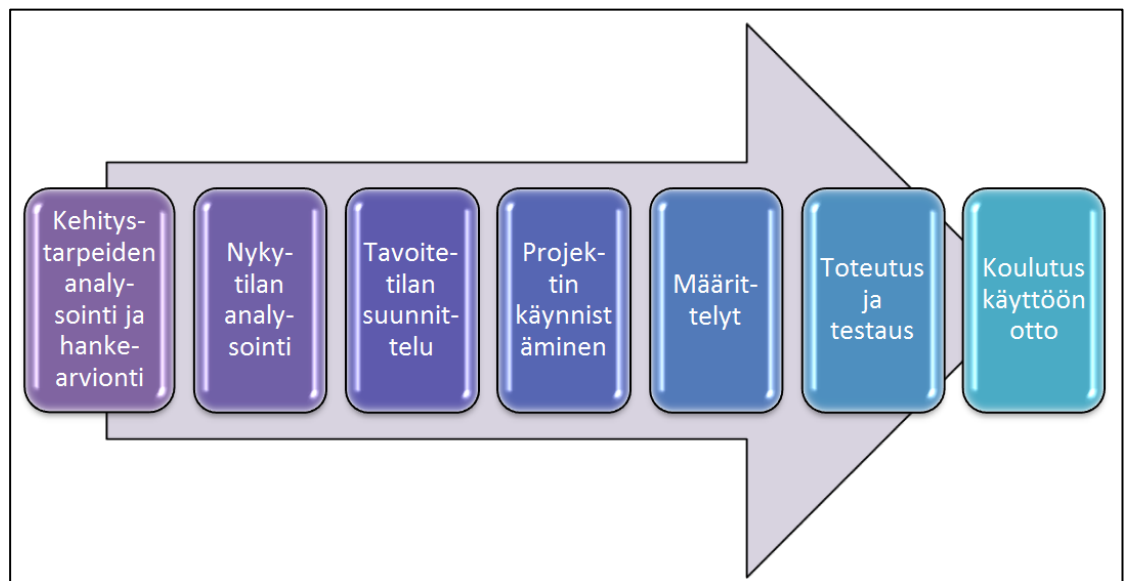 Kehitys-
tarpeiden
analy-
sointi ja
hanke-
arvionti
Nyky-
tilan
analy-
sointi
Tavoite-
tilan
suunnit-
telu
Projek-
tin
käynnist
äminen
Määrit-
telyt
Toteutus
ja
testaus
Koulutus
käyttöön
otto